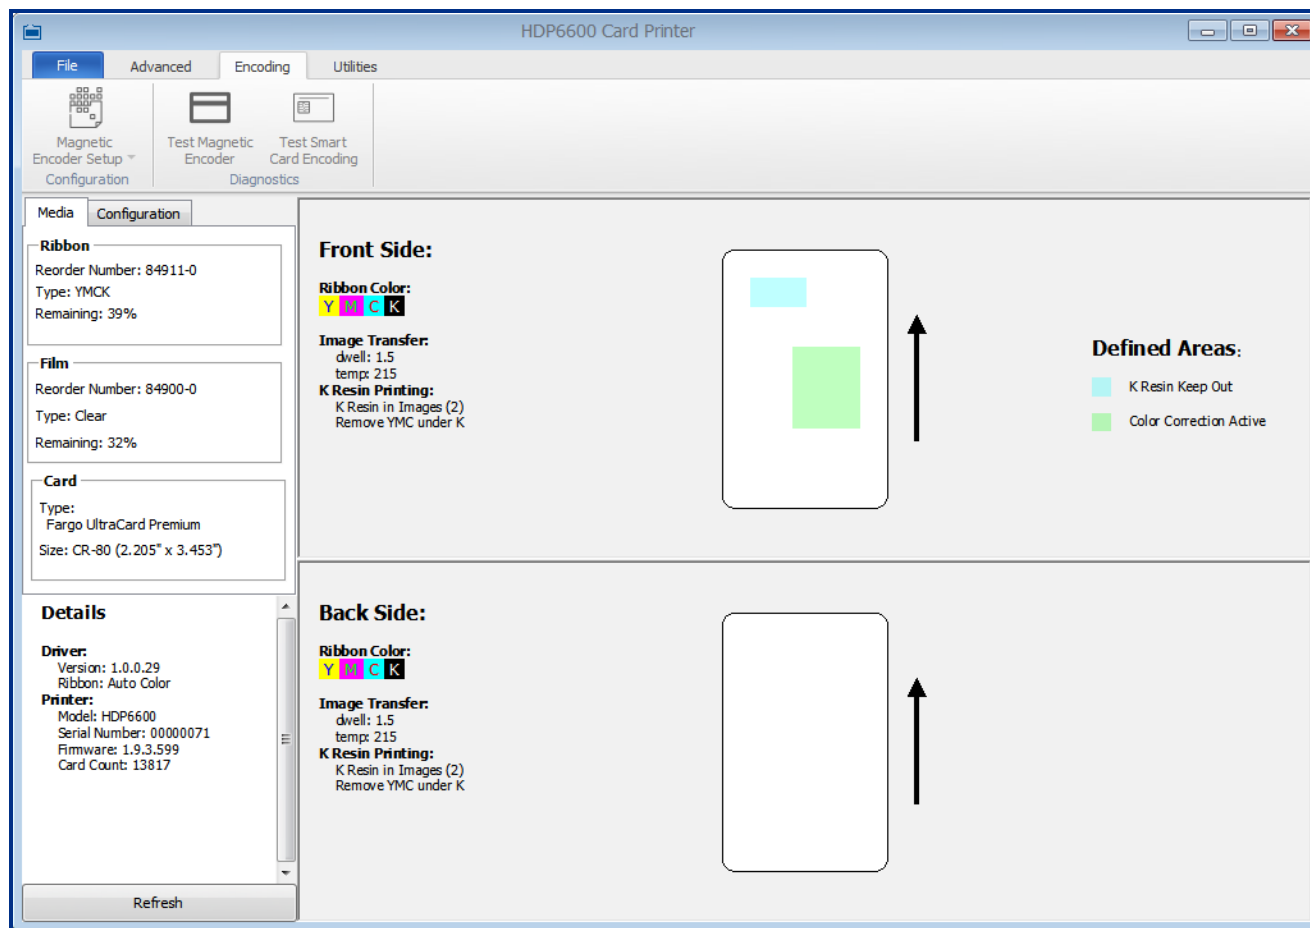 HDP6600 Card Printer
File
Advanced
Encoding
Utilities
Magnetic
Encoder Setup
Configuration
Test Magnetic
Encoder
Test Smart
Card Encoding
Diagnostics
Media
Configuration
Ribbon
Reorder Number: 84911-0
Type: YMCK
Remaining: 39%
Film
Reorder Number: 84900-0
Type: Clear
Remaining: 32%
Card
Type:
Fargo UltraCard Premium
Size: CR-80 (2.205" x 3.453")
Details
Driver:
Version: 1.0.0.29
Ribbon: Auto Color
Printer:
Model: HDP6600
Serial Number: 00000071
Firmware: 1.9.3.599
Card Count: 13817
Refresh
Front Side:
Ribbon Color:
Y M C K
Image Transfer:
dwell: 1.5
temp: 215
K Resin Printing:
K Resin in Images (2)
Remove YMC under K
Defined Areas:
K Resin Keep Out
Color Correction Active
Back Side:
Ribbon Color:
Y M C K
Image Transfer:
dwell: 1.5
temp: 215
K Resin Printing:
K Resin in Images (2)
Remove YMC under K